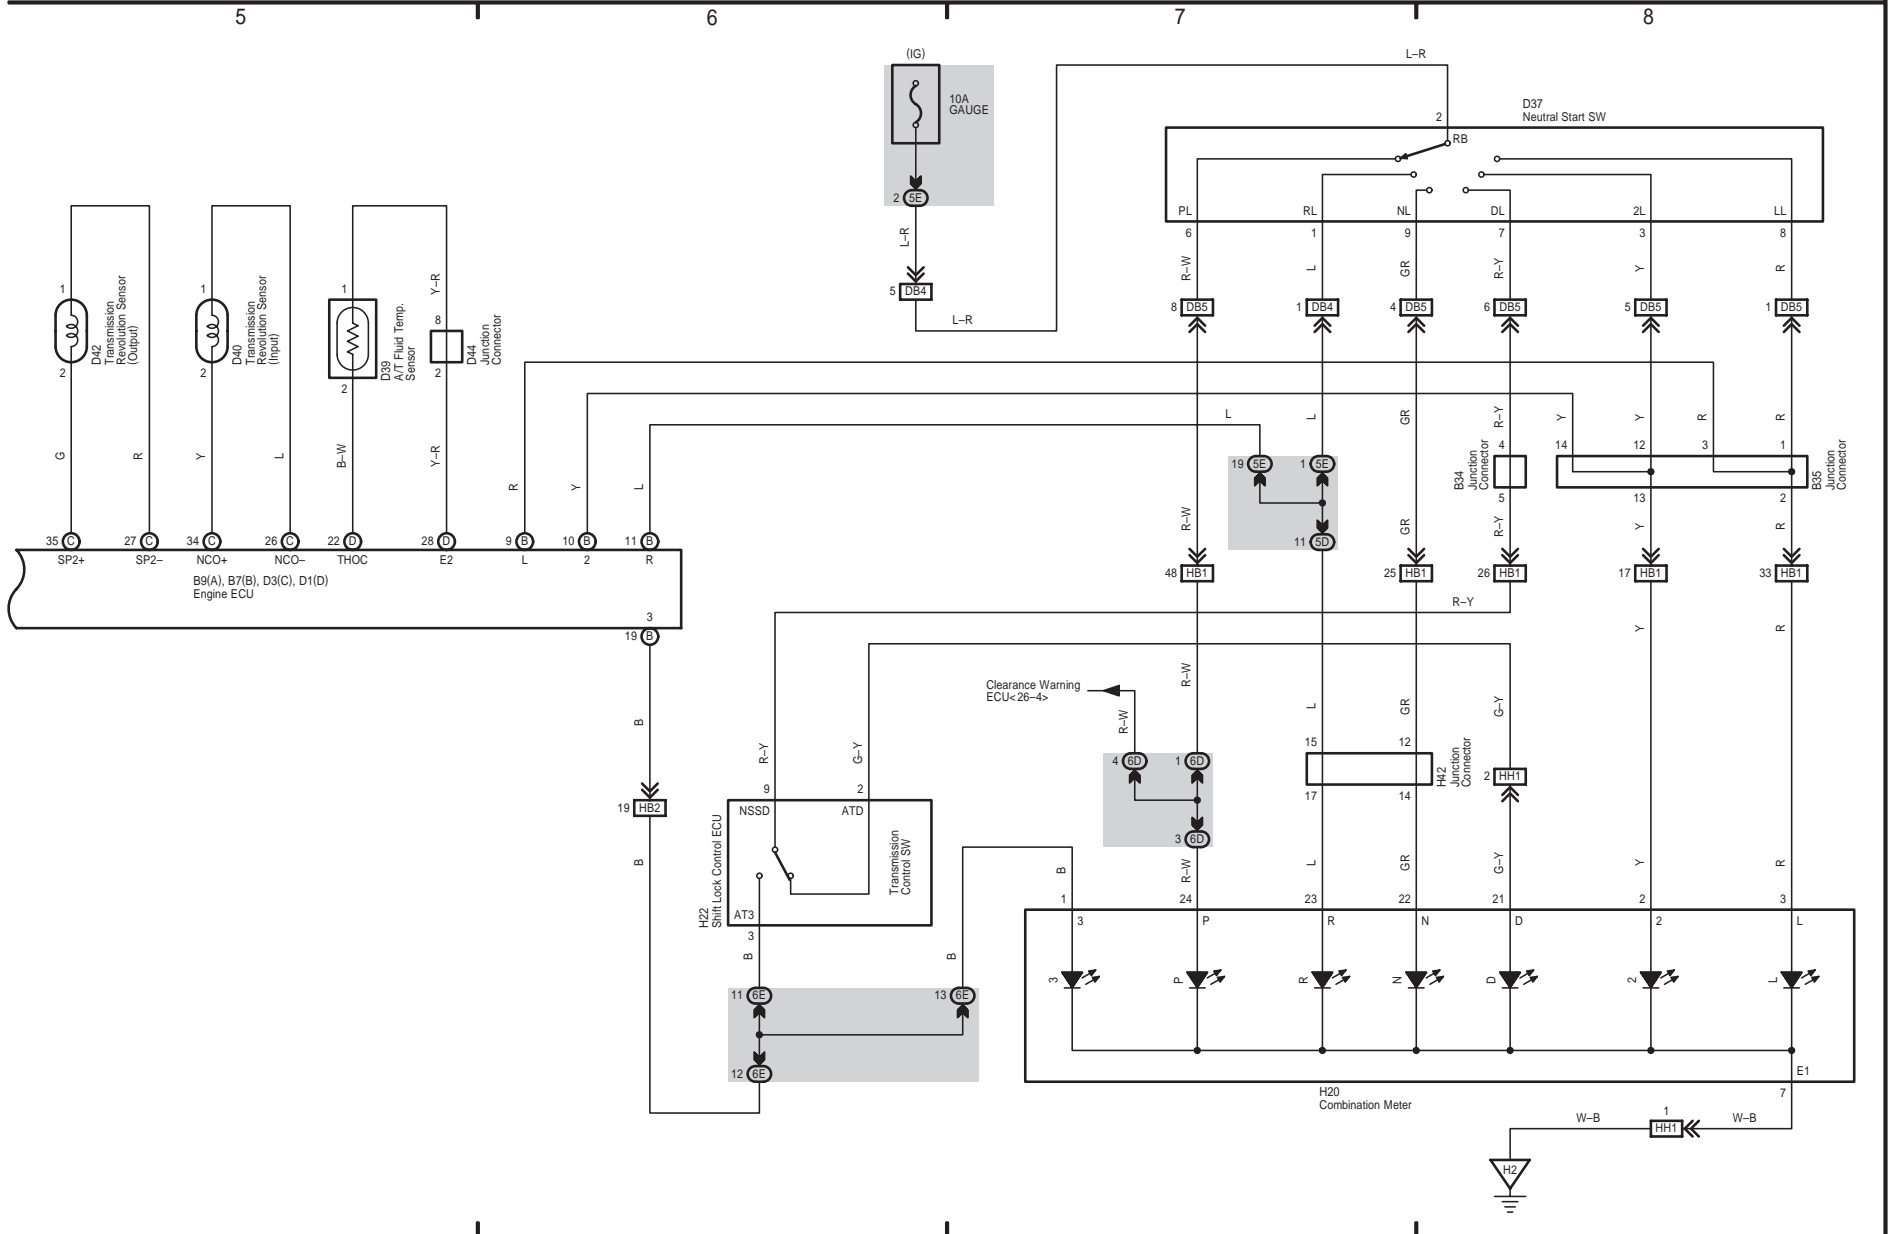 5 6 7 8
(IG)
10A
GAUGE
2 5E
L–R
5 DB4
L–R
L–R
D37
Neutral Start SW
2
RB
PL RL NL DL 2L LL
6 1 9 7 3 8
R–W L GR R–Y Y R
8 DB5 1 DB4 4 DB5 6 DB5 5 DB5 1 DB5
1 1 1 Y–R
8
D42
Transmission
Revolution Sensor
(Output)
D40
Transmission
Revolution Sensor
(Input)
D39
A/T Fluid Temp.
Sensor
D44
Junction
Connector
2 2 2 2
G R Y L B–W Y–R R Y L
L
L GR R–Y Y Y R R
19 5E 1 5E
11 5D
4
B34
Junction
Connector
5
14 12 3 1
B35
Junction
Connector
13 2
R–W GR R–Y Y R
35 C 27 C 34 C 26 C 22 D 28 D 9 B 10 B 11 B
SP2+ SP2– NCO+ NCO– THOC E2 L 2 R
B9(A), B7(B), D3(C), D1(D)
Engine ECU
3
19 B
48 HB1 25 HB1 26 HB1 17 HB1 33 HB1
R–Y
Y R
Clearance Warning
ECU<26–4>
R–W R–W L GR G–Y
B
R–Y G–Y
4 6D 1 6D
3 6D
15 12
H42
Junction
Connector
17 14
2 HH1
19 HB2
B
9 2
NSSD ATD
H22
Shift Lock Control ECU
Transmission
Control SW
AT3
3
B B
11 6E 13 6E
12 6E
B R–W L GR G–Y Y R
1 24 23 22 21 2 3
3 P R N D 2 L
3 P R N D 2 L
E1
H20
Combination Meter
7
W–B 1 W–B
HH1
H2